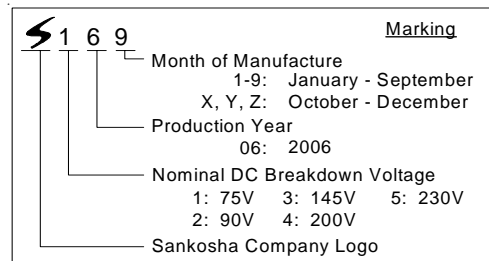 169
Marking
Month of Manufacture
1-9: January - September
X, Y, Z: October - December
Production Year
06: 2006
Nominal DC Breakdown Voltage
1: 75V 3: 145V 5: 230V
2: 90V 4: 200V
Sankosha Company Logo